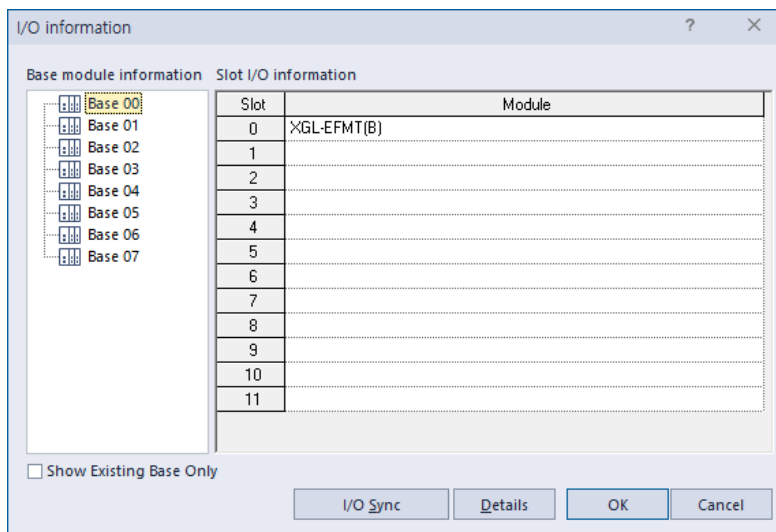 I/O information
? ×
Base module information Slot I/O information
Base 00
Base 01
Base 02
Base 03
Base 04
Base 05
Base 06
Base 07
Slot Module
0 XGL-EFMT(B)
1
2
3
4
5
6
7
8
9
10
11
Show Existing Base Only
I/O Sync Details OK Cancel